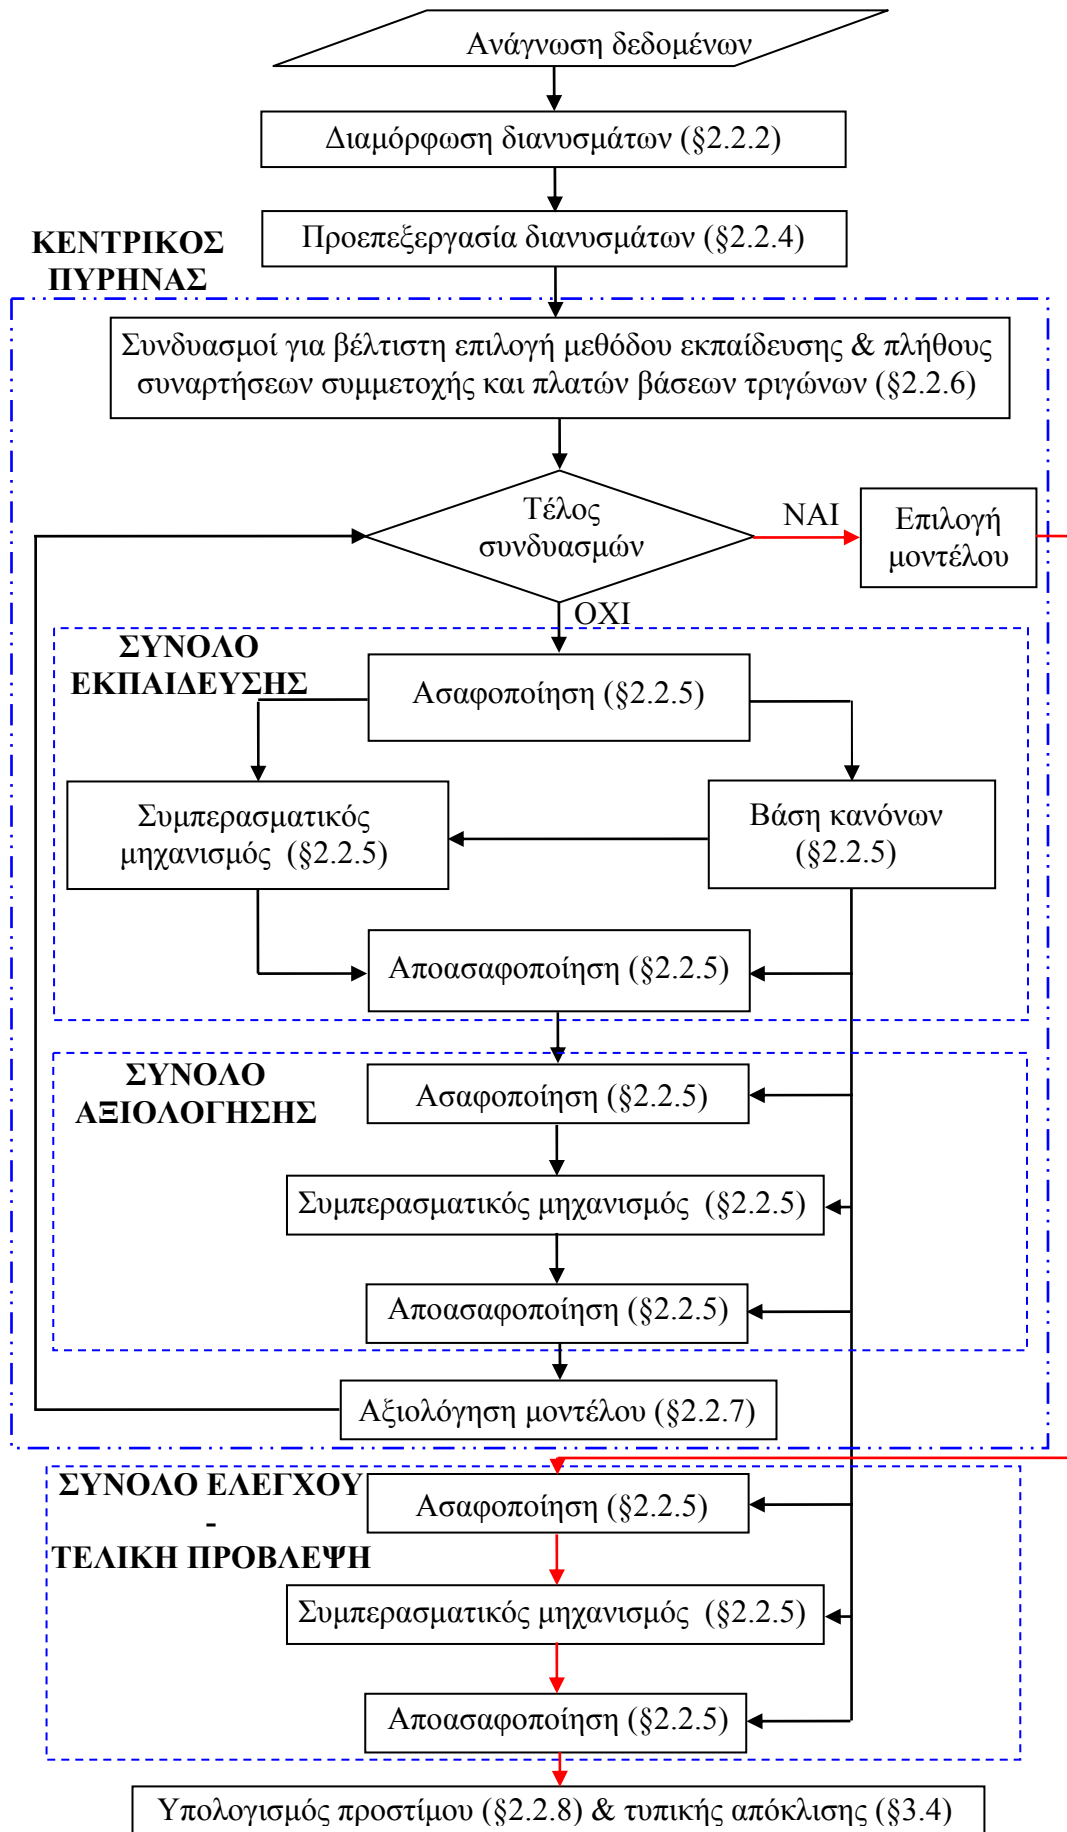 Ανάγνωση δεδομένων
Διαμόρφωση διανυσμάτων (§2.2.2)
Προεπεξεργασία διανυσμάτων (§2.2.4)
ΚΕΝΤΡΙΚΟΣ
ΠΥΡΗΝΑΣ
Συνδυασμοί για βέλτιστη επιλογή μεθόδου εκπαίδευσης & πλήθους
συναρτήσεων συμμετοχής και πλατών βάσεων τριγώνων (§2.2.6)
Τέλος
συνδυασμών
ΝΑΙ
Επιλογή
μοντέλου
ΟΧΙ
ΣΥΝΟΛΟ
ΕΚΠΑΙΔΕΥΣΗΣ
Ασαφοποίηση (§2.2.5)
Συμπερασματικός
μηχανισμός (§2.2.5)
Βάση κανόνων
(§2.2.5)
Αποασαφοποίηση (§2.2.5)
ΣΥΝΟΛΟ
ΑΞΙΟΛΟΓΗΣΗΣ
Ασαφοποίηση (§2.2.5)
Συμπερασματικός μηχανισμός (§2.2.5)
Αποασαφοποίηση (§2.2.5)
Αξιολόγηση μοντέλου (§2.2.7)
ΣΥΝΟΛΟ ΕΛΕΓΧΟΥ
-
ΤΕΛΙΚΗ ΠΡΟΒΛΕΨΗ
Ασαφοποίηση (§2.2.5)
Συμπερασματικός μηχανισμός (§2.2.5)
Αποασαφοποίηση (§2.2.5)
Υπολογισμός προστίμου (§2.2.8) & τυπικής απόκλισης (§3.4)